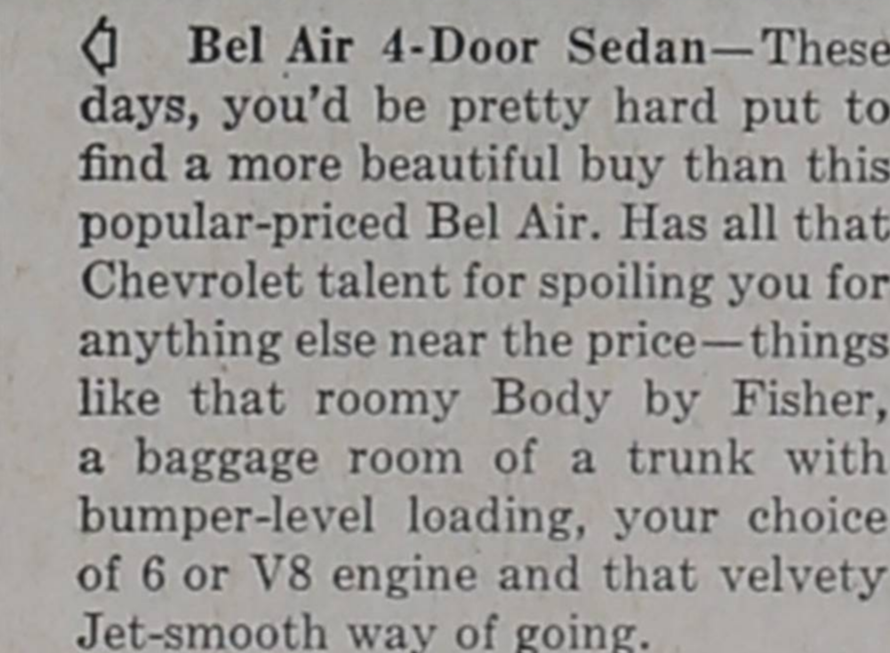 Bel Air 4-Door Sedan—These
days, you'd be pretty hard put to
find a more beautiful buy than this
popular-priced Bel Air. Has all that
Chevrolet talent for spoiling you for
anything else near the price—things
like that roomy Body by Fisher,
a baggage room of a trunk with
bumper-level loading, your choice
of 6 or V8 engine and that velvety
Jet-smooth way of going.